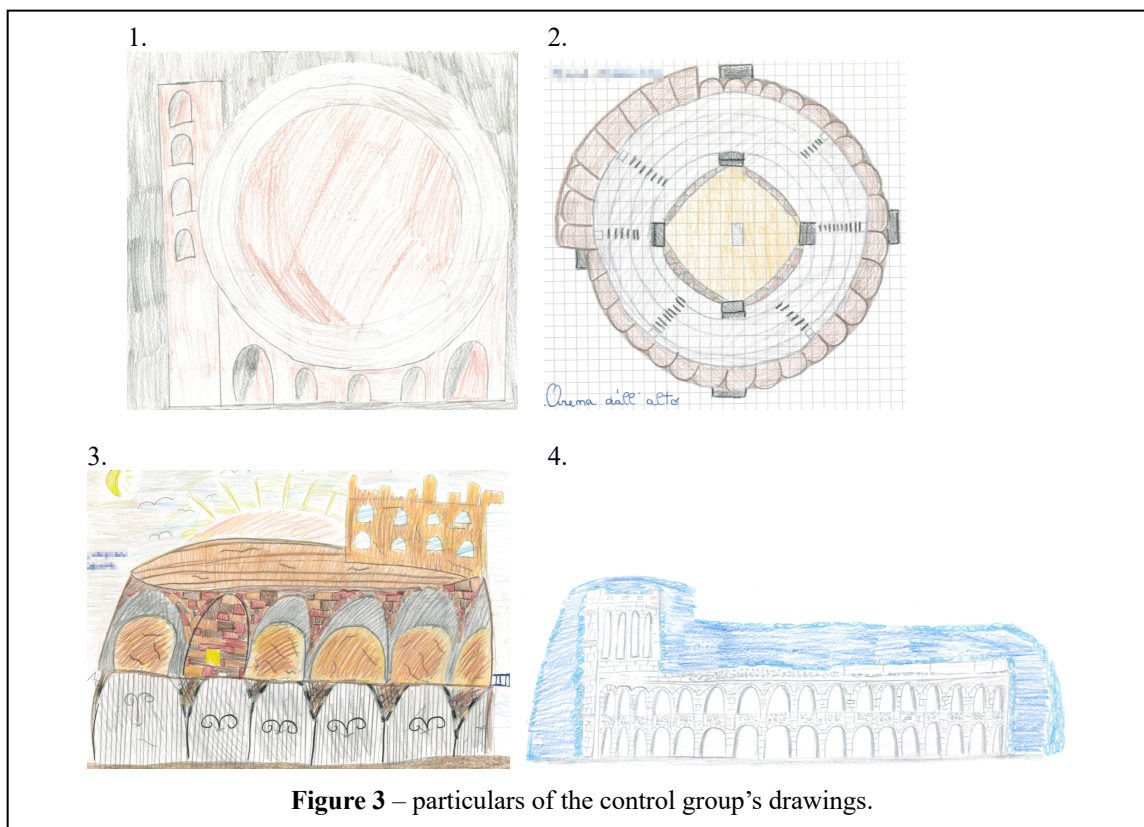 1.
2.
Arena dall'alto
3.
4.
Figure 3 – particulars of the control group's drawings.